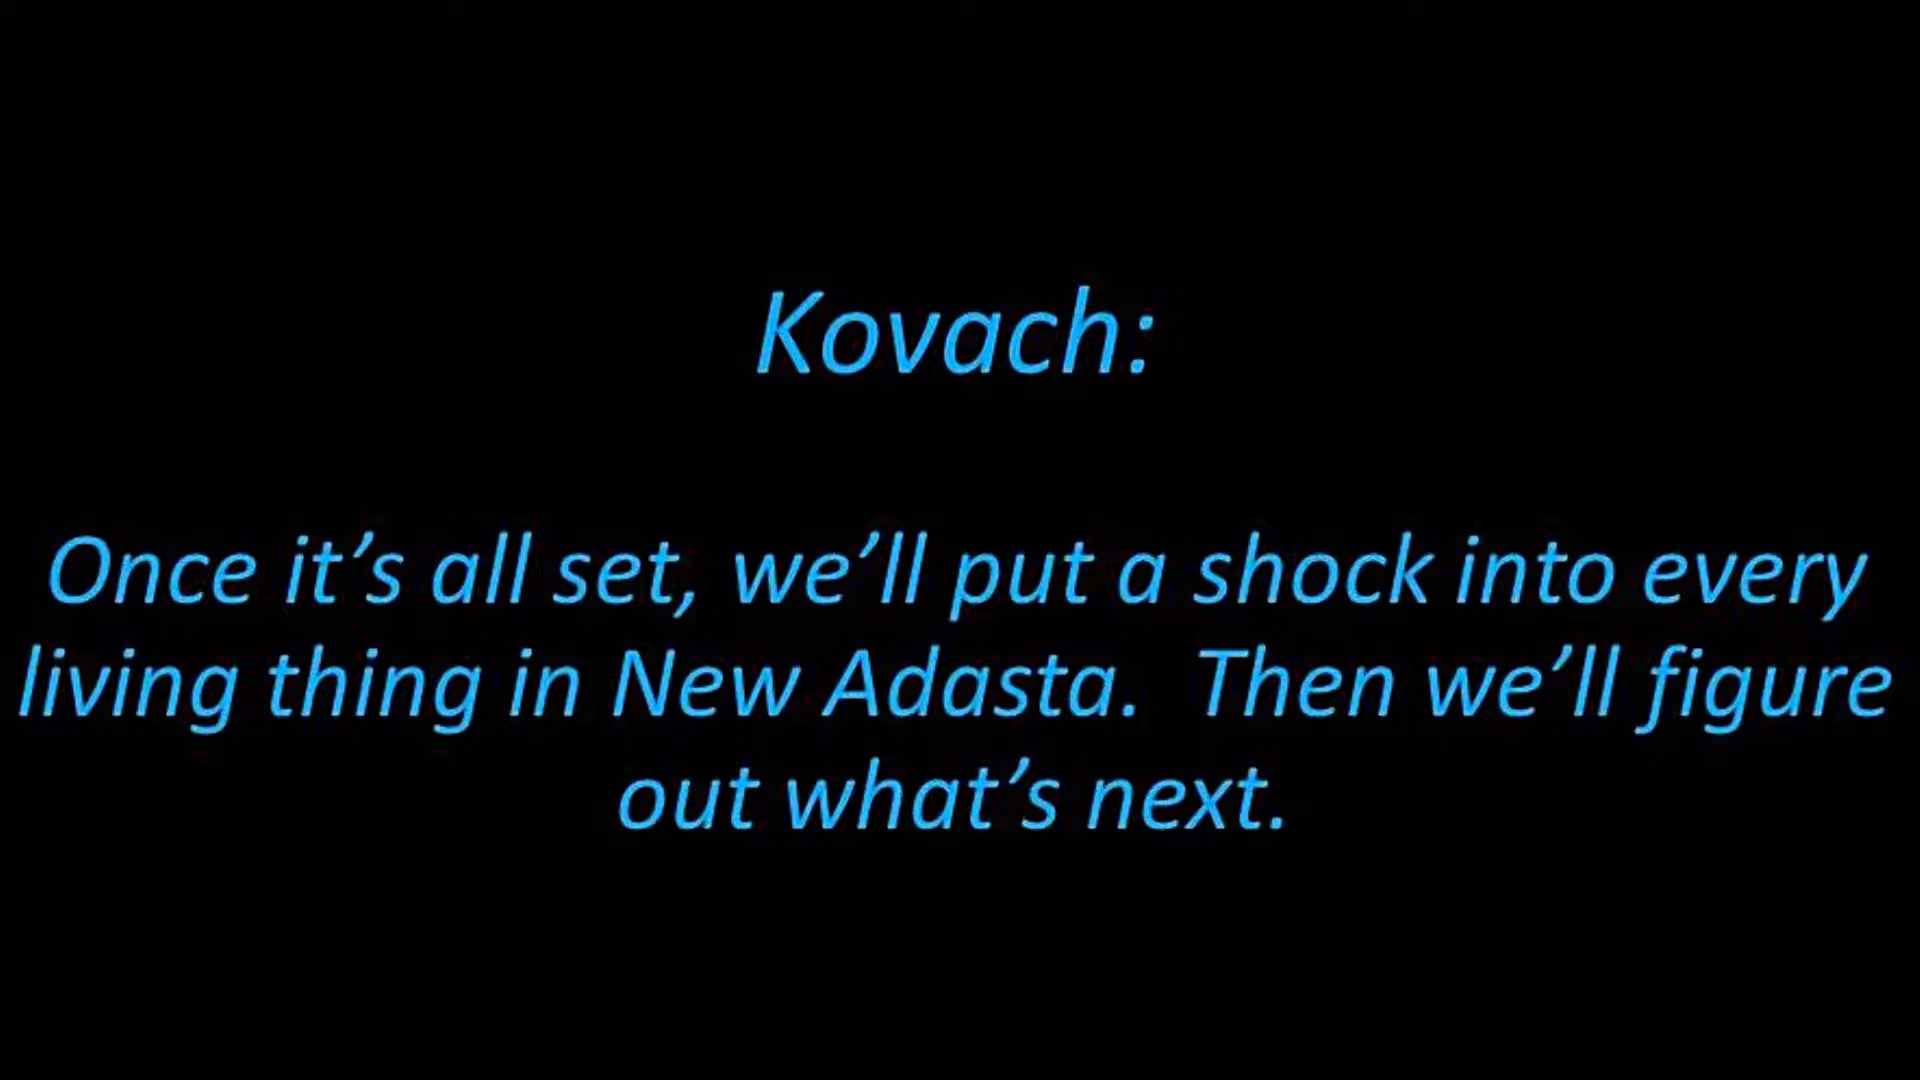 Kovach:
Once it’s all set, we’ll put a shock into every
living thing in New Adasta.  Then we’ll figure
out what’s next.